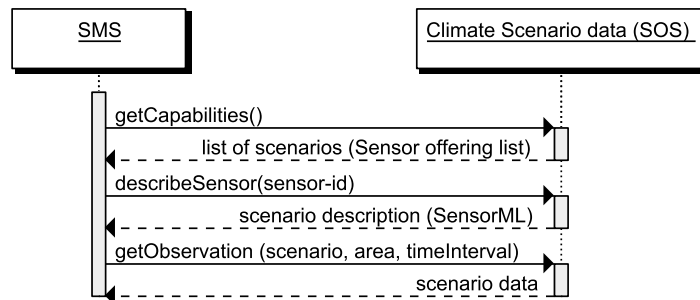 SMS
Climate Scenario data (SOS)
getCapabilities()
list of scenarios (Sensor offering list)
describeSensor(sensor-id)
scenario description (SensorML)
getObservation (scenario, area, timeInterval)
scenario data